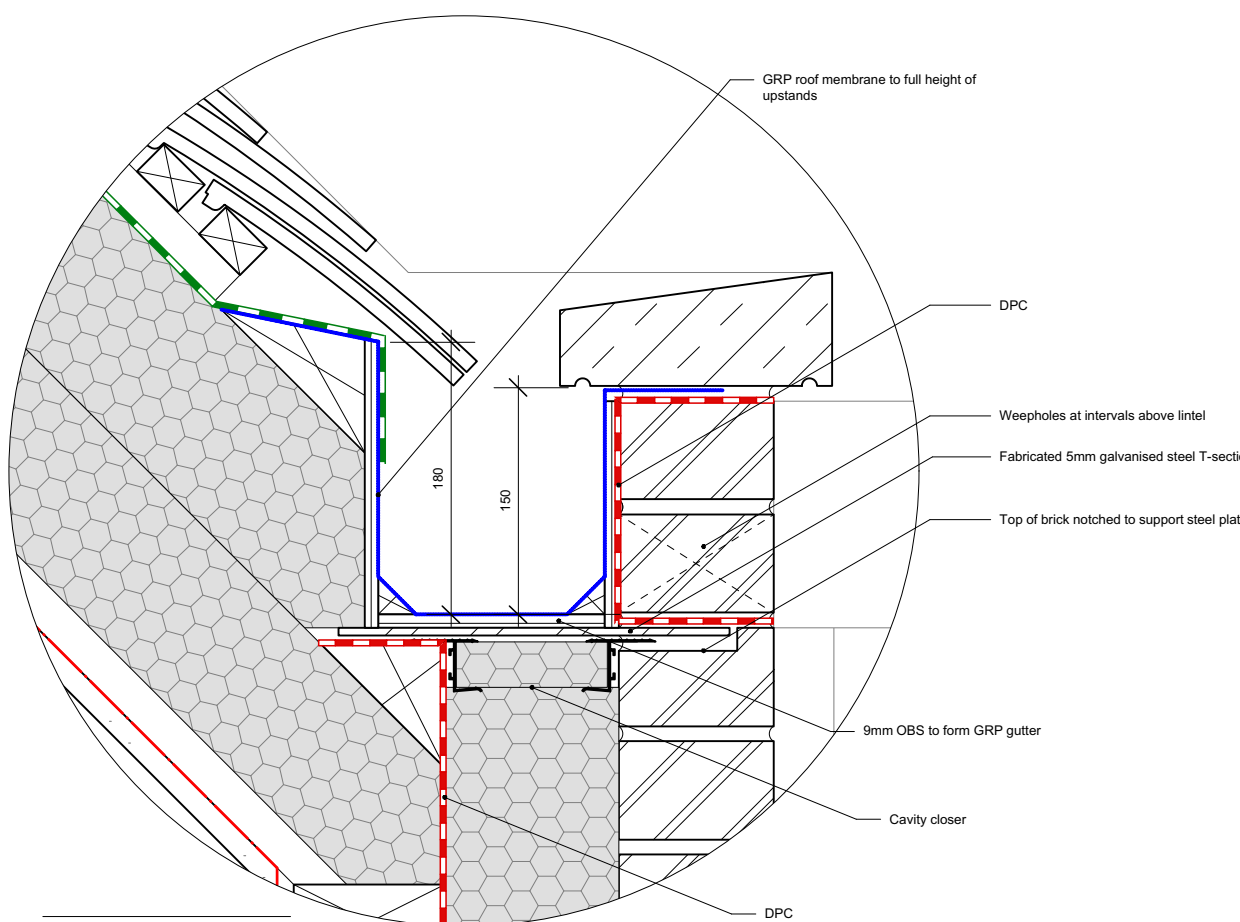 GRP roof membrane to full height of
upstands
DPC
Weepholes at intervals above lintel
Fabricated 5mm galvanised steel T-secti
Top of brick notched to support steel plat
180
150
9mm OBS to form GRP gutter
Cavity closer
DPC